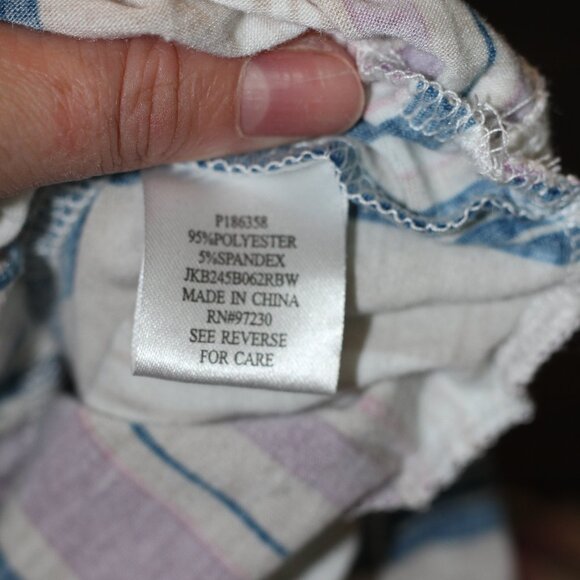 P186358
95%POLYESTER
5%SPANDEX
JKB245B062RBW
MADE IN CHINA
RN#97230
SEE REVERSE
FOR CARE